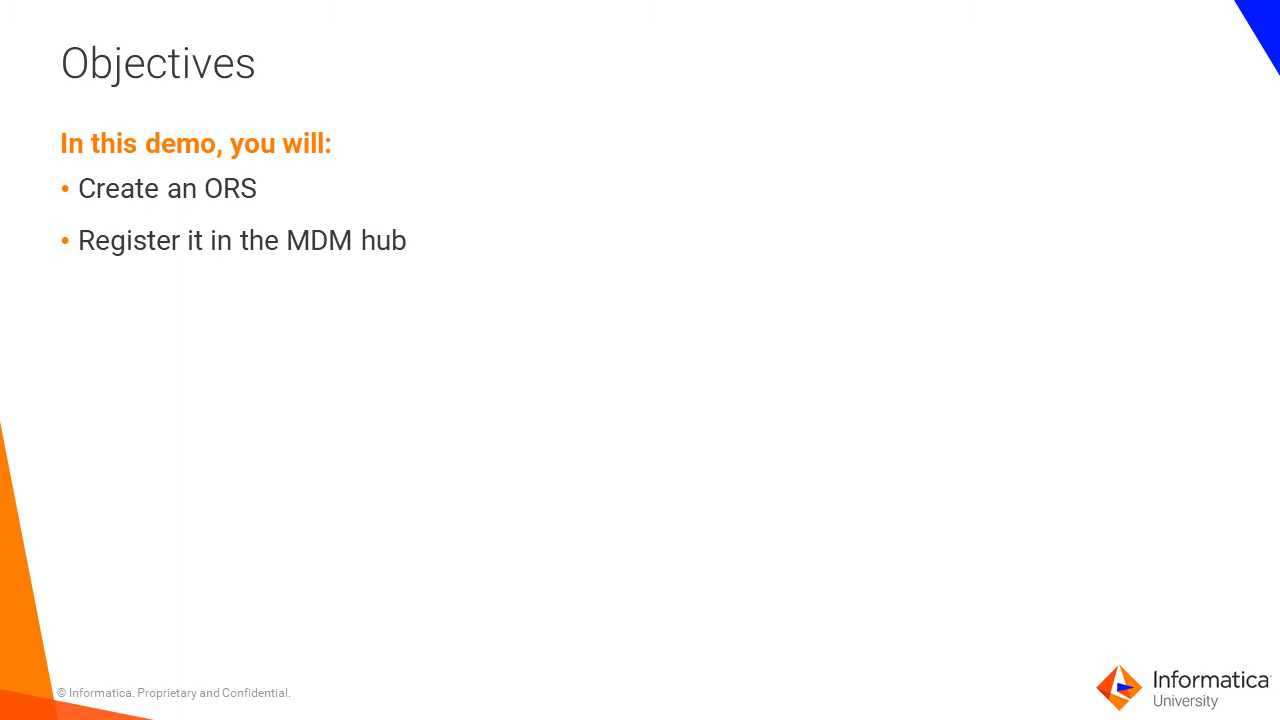 Objectives
In this demo, you will:
• Create an ORS
• Register it in the MDM hub
© Informatica. Proprietary and Confidential.
Informatica
University